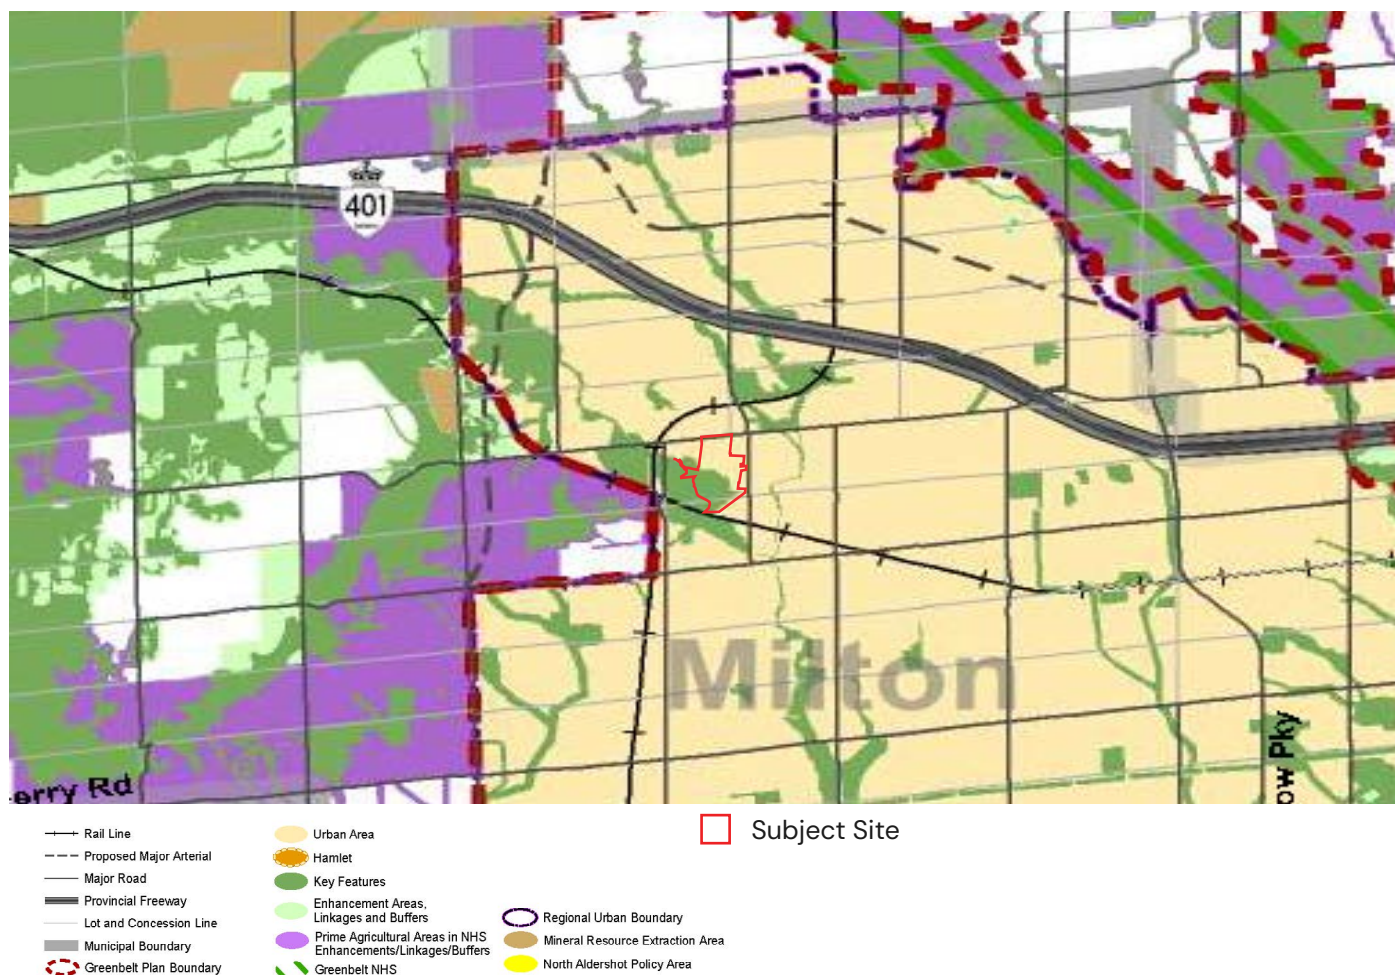 401
Milton
erry Rd
ow Pky
Subject Site
Rail Line
Proposed Major Arterial
Major Road
Provincial Freeway
Lot and Concession Line
Municipal Boundary
Greenbelt Plan Boundary
Urban Area
Hamlet
Key Features
Enhancement Areas,
Linkages and Buffers
Prime Agricultural Areas in NHS
Enhancements/Linkages/Buffers
Greenbelt NHS
Regional Urban Boundary
Mineral Resource Extraction Area
North Aldershot Policy Area